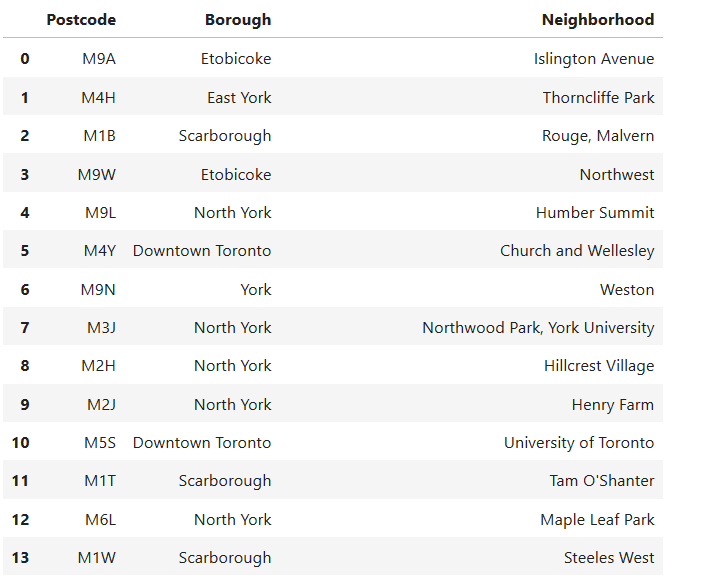 Postcode Borough Neighborhood
0 M9A Etobicoke Islington Avenue
1 M4H East York Thorncliffe Park
2 M1B Scarborough Rouge, Malvern
3 M9W Etobicoke Northwest
4 M9L North York Humber Summit
5 M4Y Downtown Toronto Church and Wellesley
6 M9N York Weston
7 M3J North York Northwood Park, York University
8 M2H North York Hillcrest Village
9 M2J North York Henry Farm
10 M5S Downtown Toronto University of Toronto
11 M1T Scarborough Tam O'Shanter
12 M6L North York Maple Leaf Park
13 M1W Scarborough Steeles West